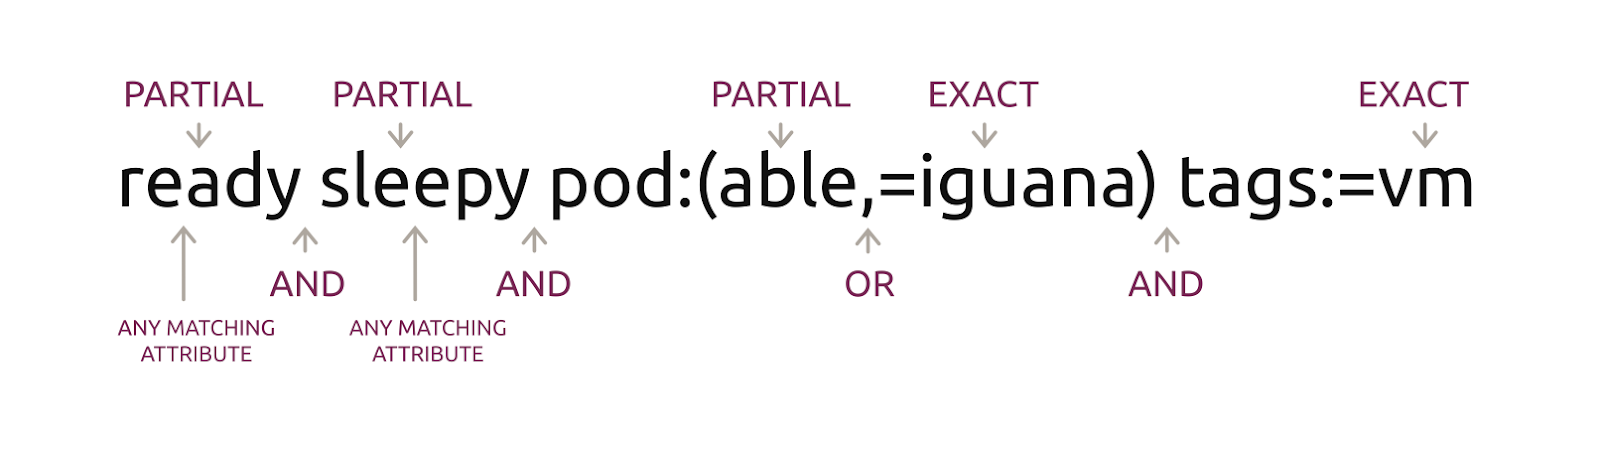 PARTIAL PARTIAL PARTIAL EXACT EXACT
ready sleepy pod:(able,=iguana) tags:=vm
AND AND OR AND
ANY MATCHING ANY MATCHING
ATTRIBUTE ATTRIBUTE